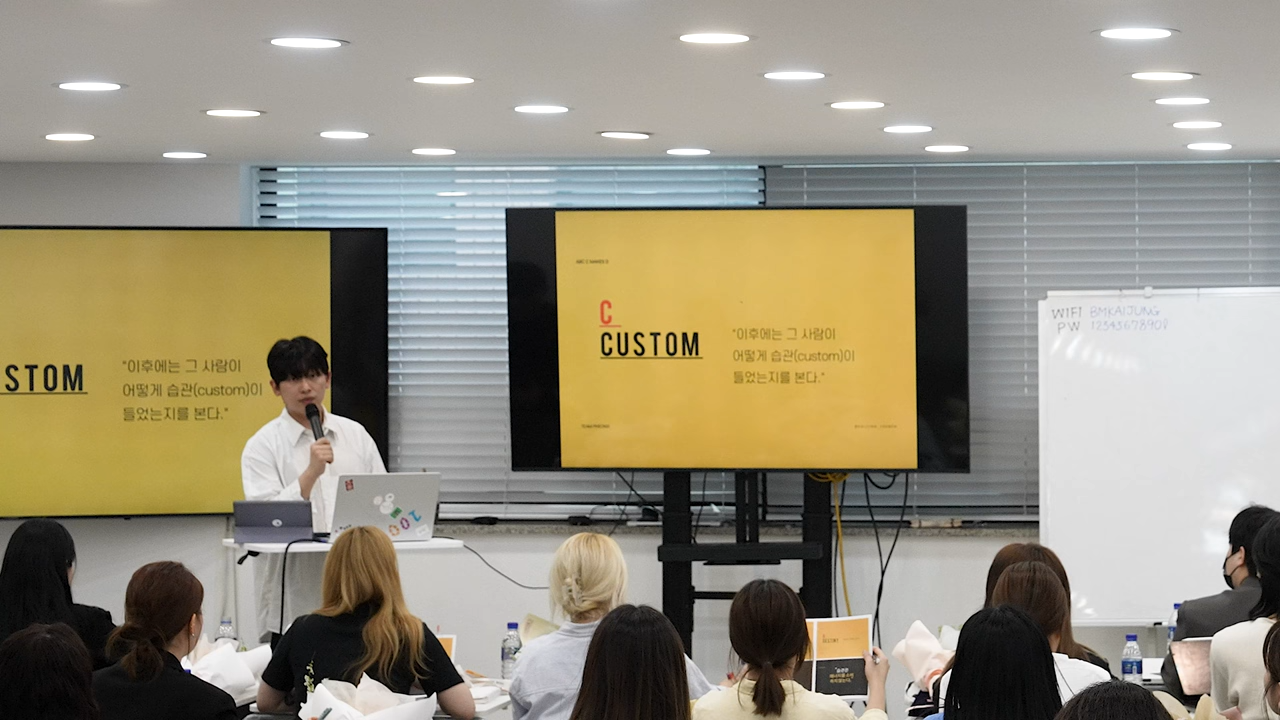 STOM
"이후에는 그 사람이
어떻게 습관(custom)이
들었는지를 본다."
C
CUSTOM
"이후에는 그 사람이
어떻게 습관(custom)이
들었는지를 본다."
WIFI BMKAIJUNG
PW